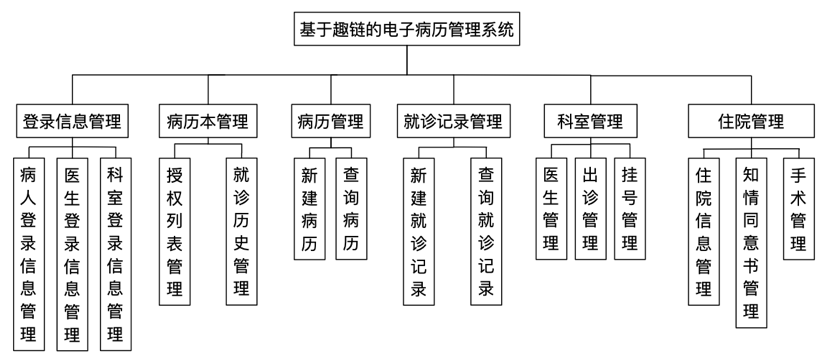 基于趣链的电子病历管理系统
登录信息管理
病历本管理
病历管理
就诊记录管理
科室管理
住院管理
病人登录信息管理
医生登录信息管理
科室登录信息管理
授权列表管理
就诊历史管理
新建病历
查询病历
新建就诊记录
查询就诊记录
医生管理
出诊管理
挂号管理
住院信息管理
知情同意书管理
手术管理